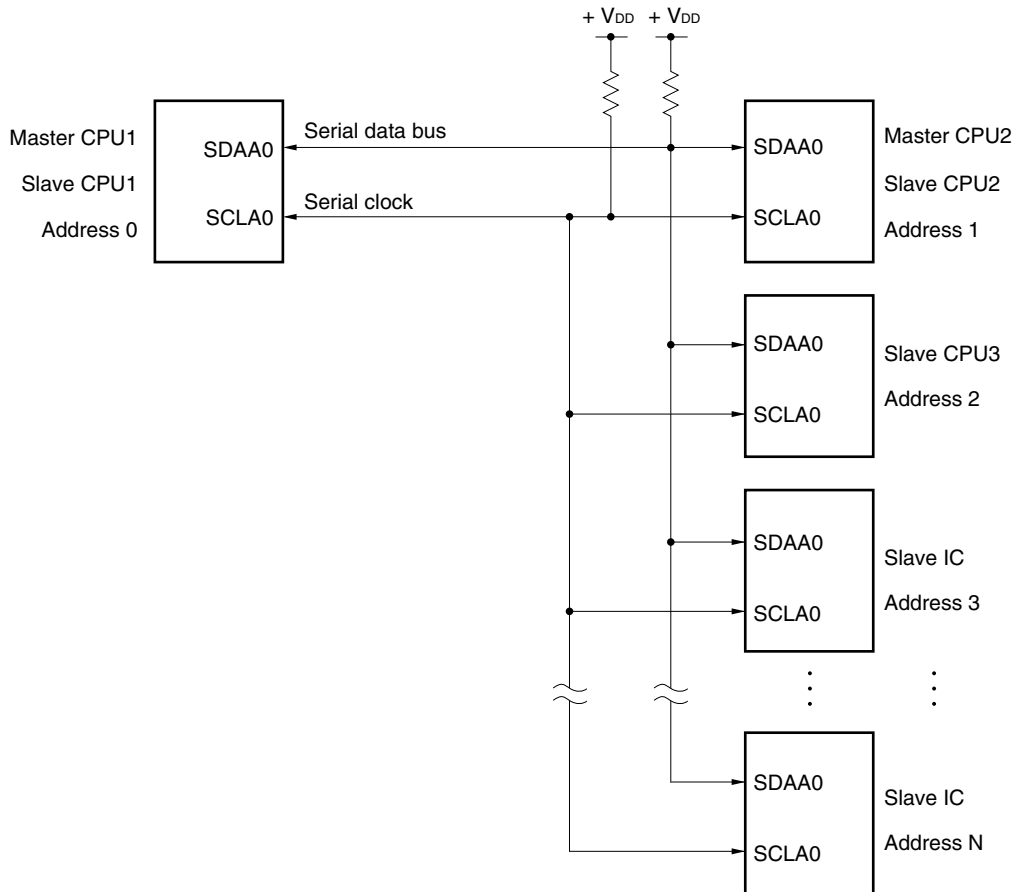 + VDD
+ VDD
Master CPU1
Slave CPU1
Address 0
SDAA0
SCLA0
Serial data bus
Serial clock
SDAA0
SCLA0
Master CPU2
Slave CPU2
Address 1
SDAA0
SCLA0
Slave CPU3
Address 2
SDAA0
SCLA0
Slave IC
Address 3
SDAA0
SCLA0
Slave IC
Address N